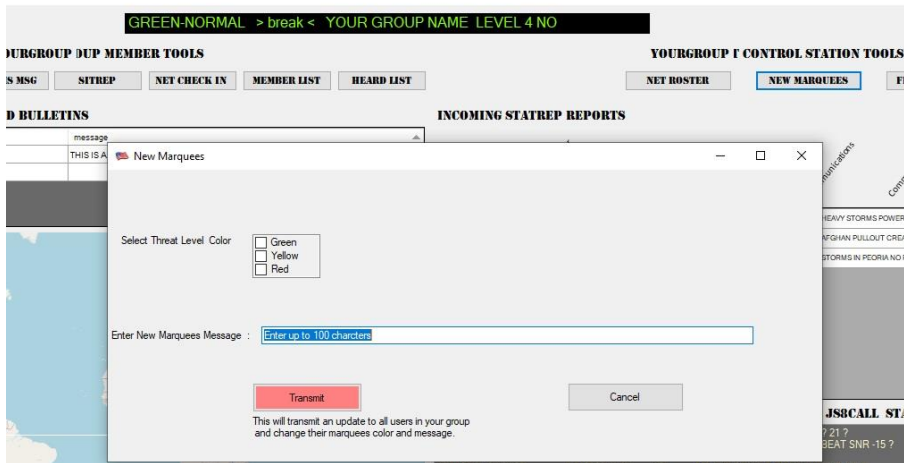 GREEN-NORMAL > break < YOUR GROUP NAME LEVEL 4 NO
YOURGROUP MEMBER TOOLS
YOURGROUP CONTROL STATION TOOLS
MSG SITREP NET CHECK IN MEMBER LIST HEARD LIST
NET ROSTER NEW MARQUEES
BULLETINS
INCOMING STATREP REPORTS
message
THIS IS A
New Marquees
HEAVY STORMS POWER
AFGHAN PULLOUT CREA
STORMS IN PEORIA NO
Select Threat Level Color
Green
Yellow
Red
Enter New Marquees Message :
Enter up to 100 charcters
Transmit
Cancel
This will transmit an update to all users in your group
and change their marquees color and message.
JS8CALL STA
? 21 ?
BEAT SNR -15 ?